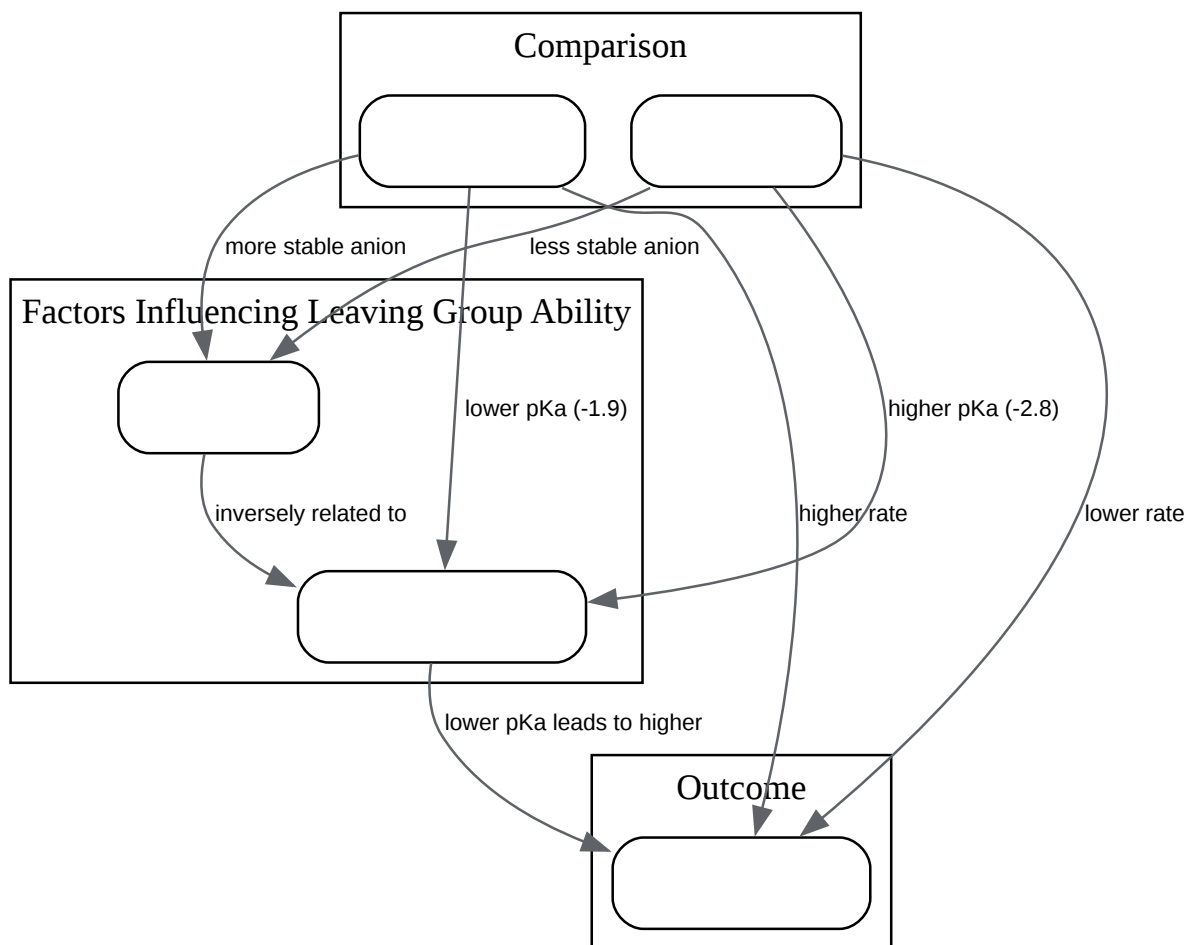 Comparison
more stable anion
less stable anion
Factors Influencing Leaving Group Ability
lower pKa (-1.9)
higher pKa (-2.8)
inversely related to
higher rate
lower rate
lower pKa leads to higher
Outcome